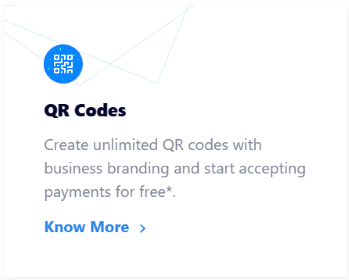 QR Codes
Create unlimited QR codes with
business branding and start accepting
payments for free*.
Know More >